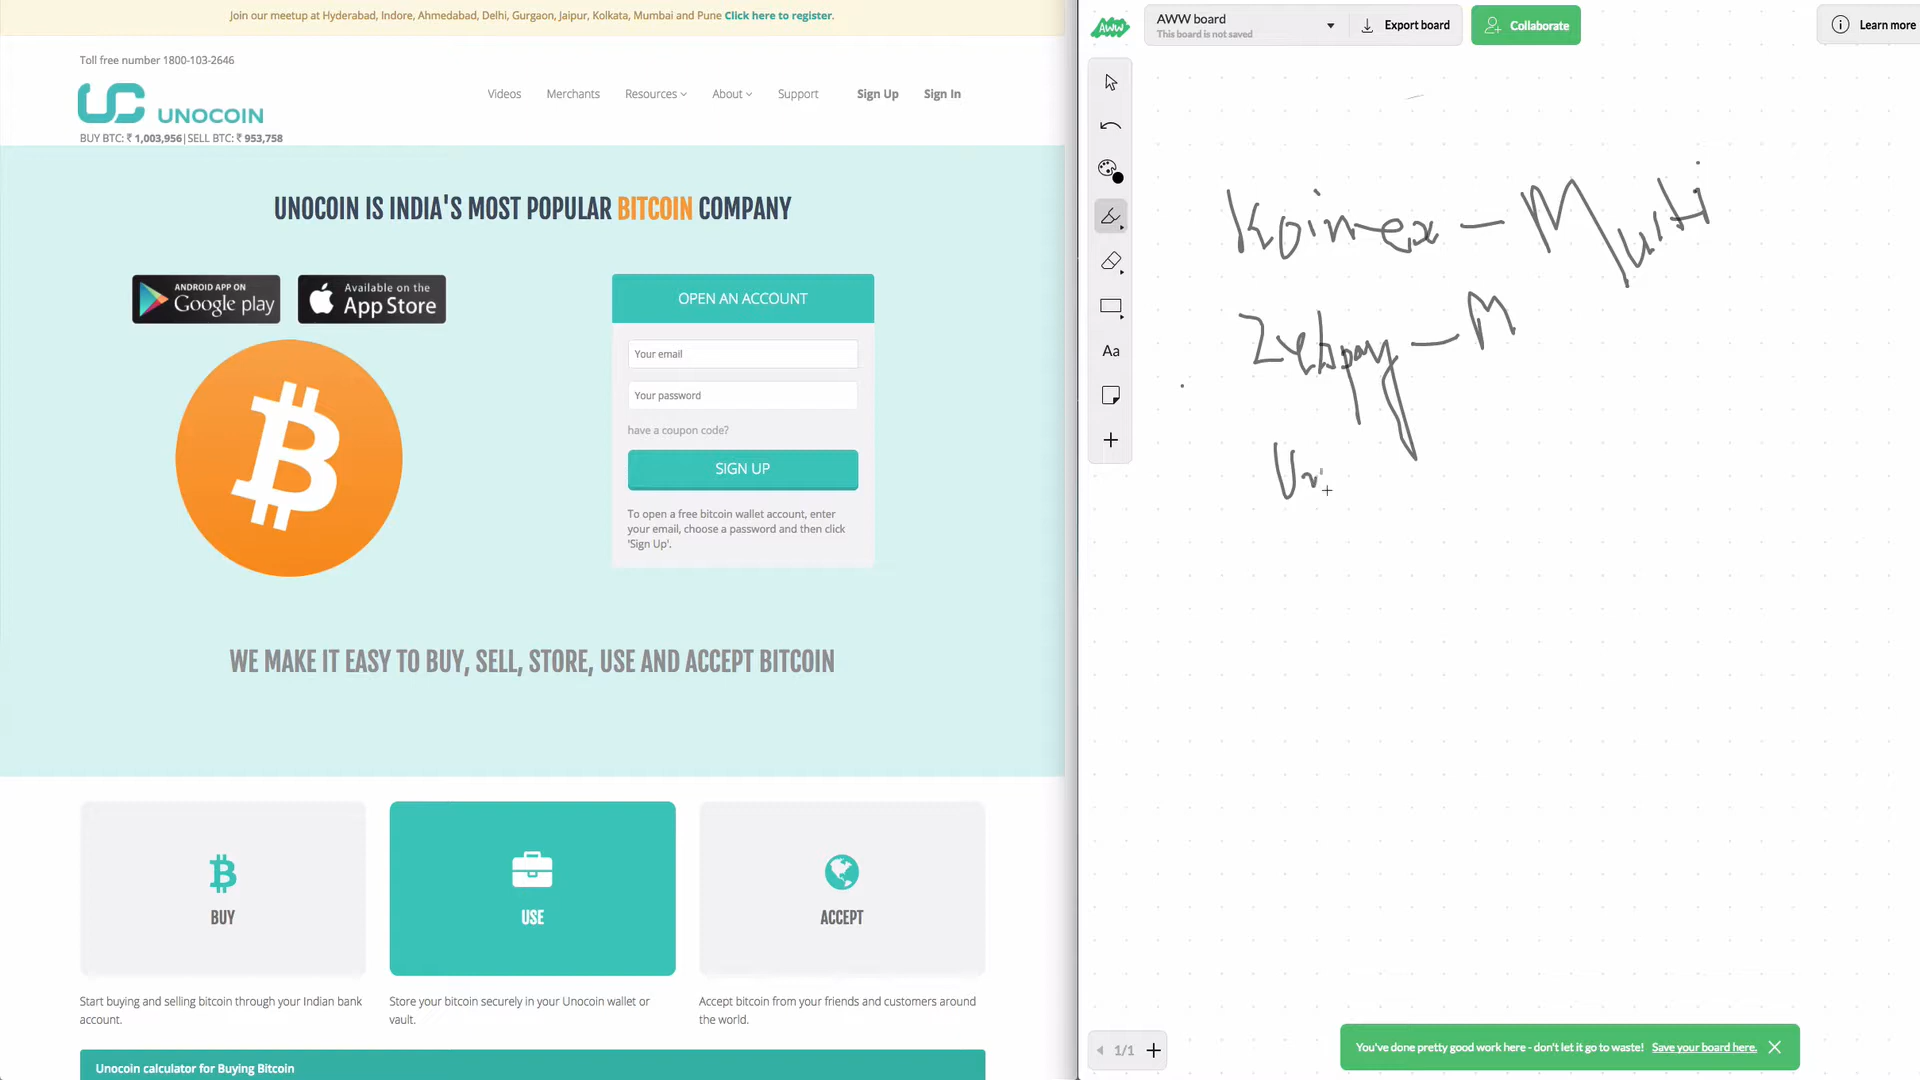 Join our meetup at Hyderabad, Indore, Ahmedabad, Delhi, Gurgaon, Jaipur, Kolkata, Mumbai and Pune Click here to register.
Toll free number 1800-103-2646
UNOCOIN
Videos Merchants Resources About Support Sign Up Sign In
BUY BTC: ₹ 1,003,956|SELL BTC: ₹ 953,758
UNOCOIN IS INDIA'S MOST POPULAR BITCOIN COMPANY
ANDROID APP ON
Google play
Available on the
App Store
OPEN AN ACCOUNT
Your email
Your password
have a coupon code?
SIGN UP
To open a free bitcoin wallet account, enter
your email, choose a password and then click
'Sign Up'.
WE MAKE IT EASY TO BUY, SELL, STORE, USE AND ACCEPT BITCOIN
BUY
USE
ACCEPT
Start buying and selling bitcoin through your Indian bank
account.
Store your bitcoin securely in your Unocoin wallet or
vault.
Accept bitcoin from your friends and customers around
the world.
Unocoin calculator for Buying Bitcoin
AWW
AWW board
This board is not saved
Export board
Collaborate
Learn more
Aa
Koinex - Multi
Zebpay - M
1/1
You've done pretty good work here - don't let it go to waste! Save your board here.